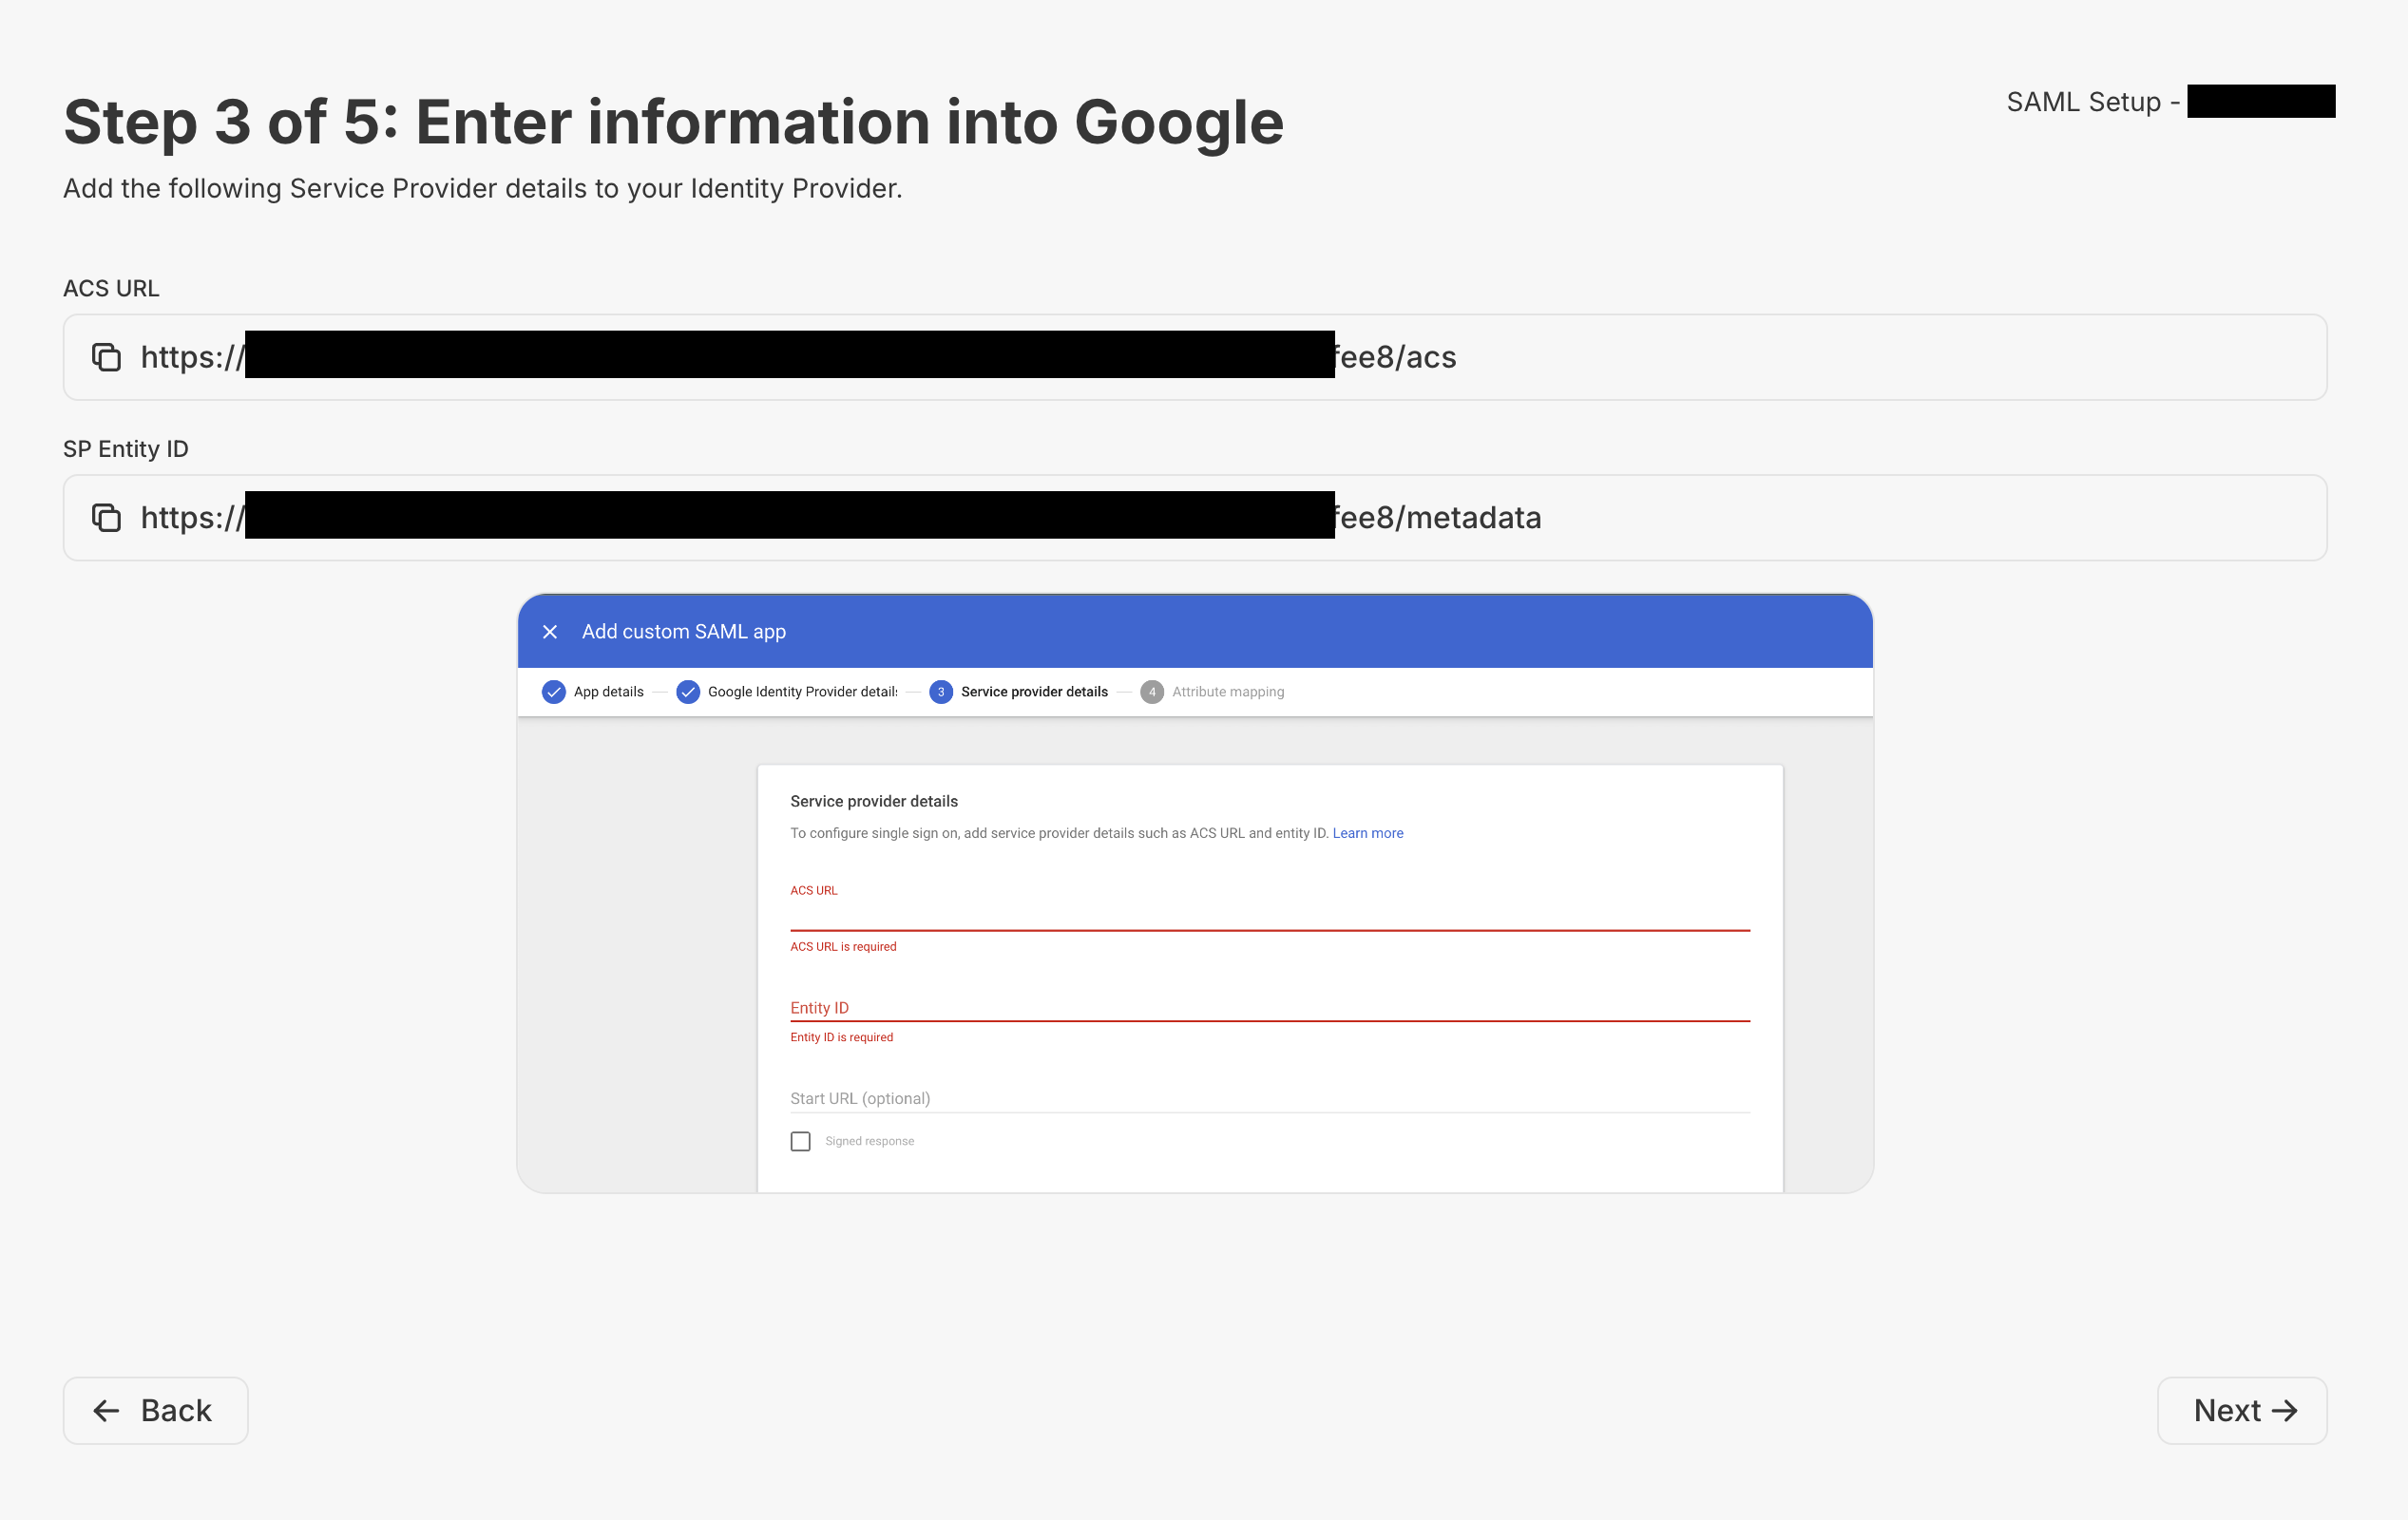 Step 3 of 5: Enter information into Google
SAML Setup -
Add the following Service Provider details to your Identity Provider.
ACS URL
https://
fee8/acs
SP Entity ID
https://
fee8/metadata
Add custom SAML app
App details
Google Identity Provider details
3
Service provider details
4
Attribute mapping
Service provider details
To configure single sign on, add service provider details such as ACS URL and entity ID. Learn more
ACS URL
ACS URL is required
Entity ID
Entity ID is required
Start URL (optional)
Signed response
Back
Next